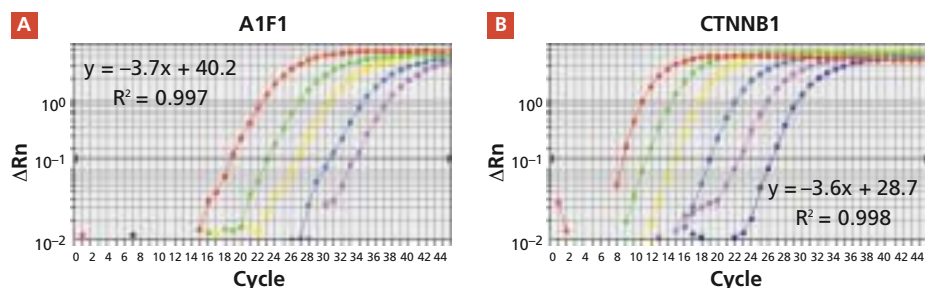 A A1F1
y = –3.7x + 40.2
R² = 0.997
10⁰
10⁻¹
10⁻²
ΔRn
0 2 4 6 8 10 12 14 16 18 20 22 24 26 28 30 32 34 36 38 40 42 44
Cycle
B CTNNB1
10⁰
10⁻¹
10⁻²
ΔRn
y = –3.6x + 28.7
R² = 0.998
0 2 4 6 8 10 12 14 16 18 20 22 24 26 28 30 32 34 36 38 40 42 44
Cycle